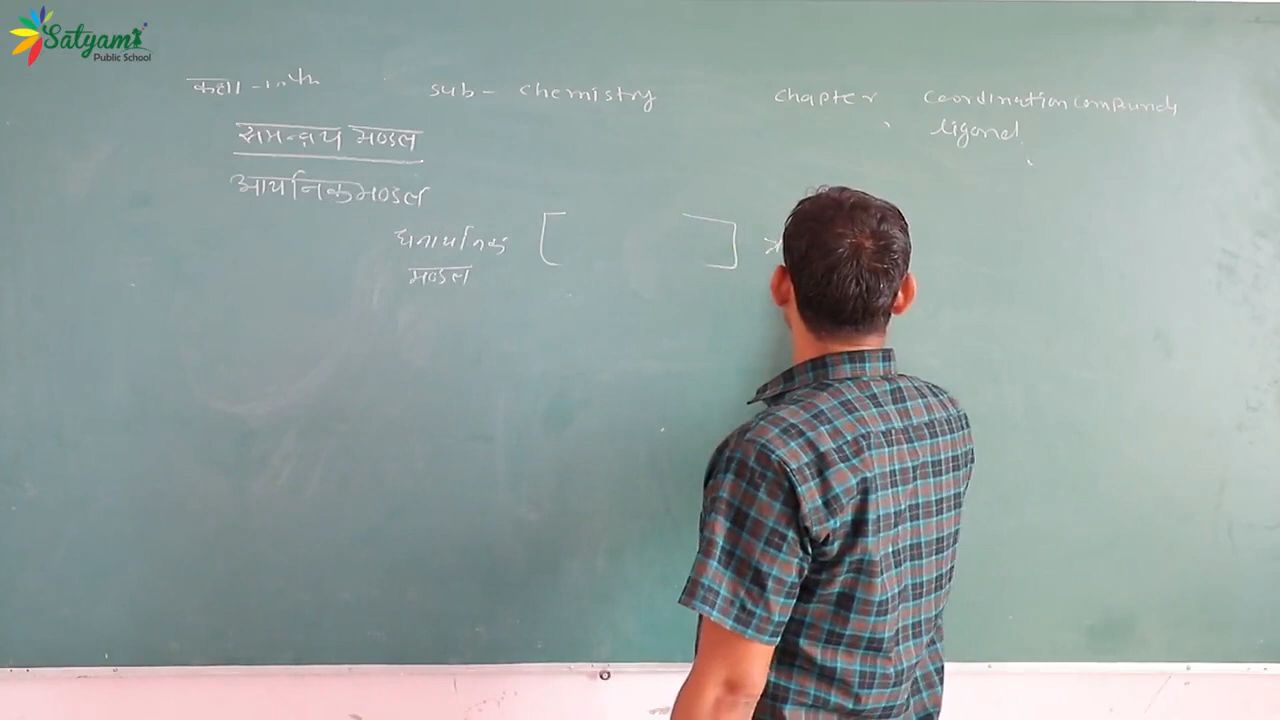 Satyam
Public School
कक्षा - 12th sub - chemistry chapter coordination compounds
ligand
समन्वय मण्डल
आयनिक मण्डल
धनायनिक [ ]
मण्डल